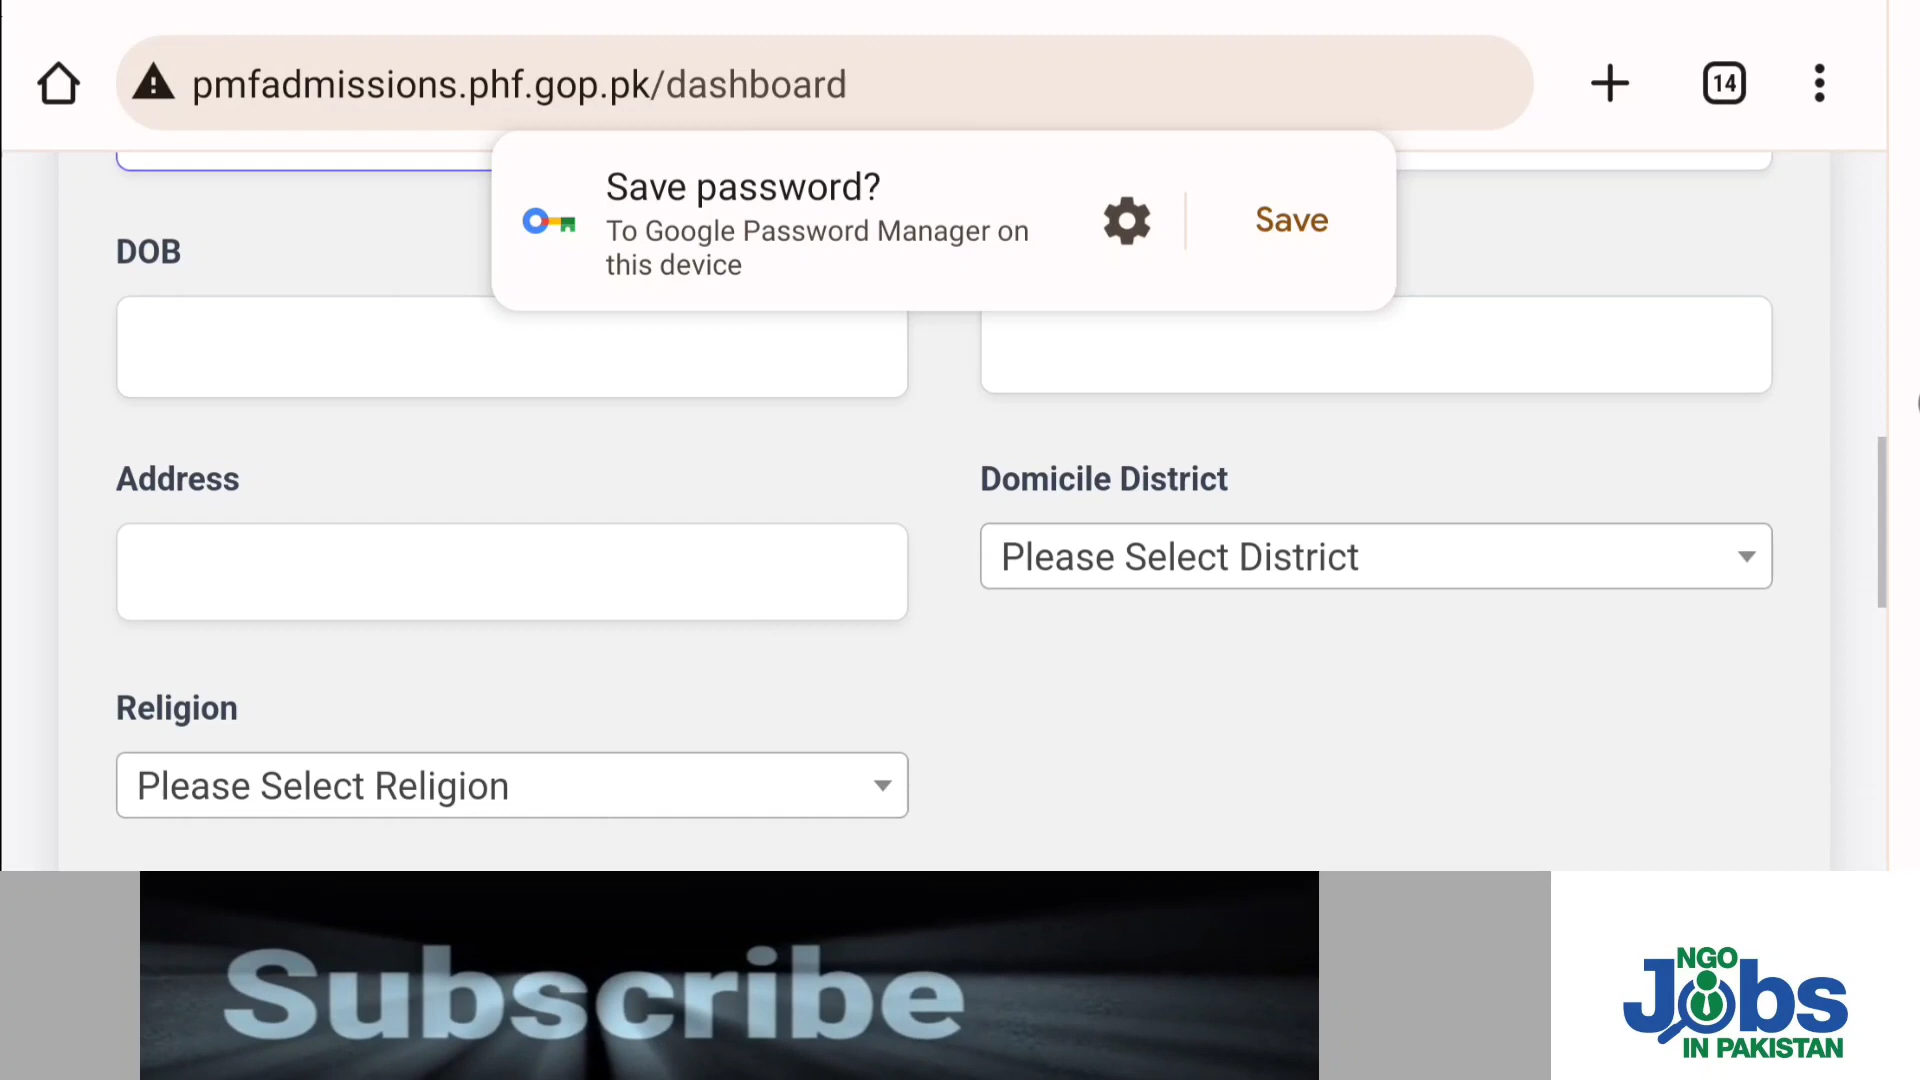 pmfadmissions.phf.gop.pk/dashboard
14
Save password?
To Google Password Manager on
this device
Save
DOB
Address
Domicile District
Please Select District
Religion
Please Select Religion
Subscribe
NGO
Jobs
IN PAKISTAN